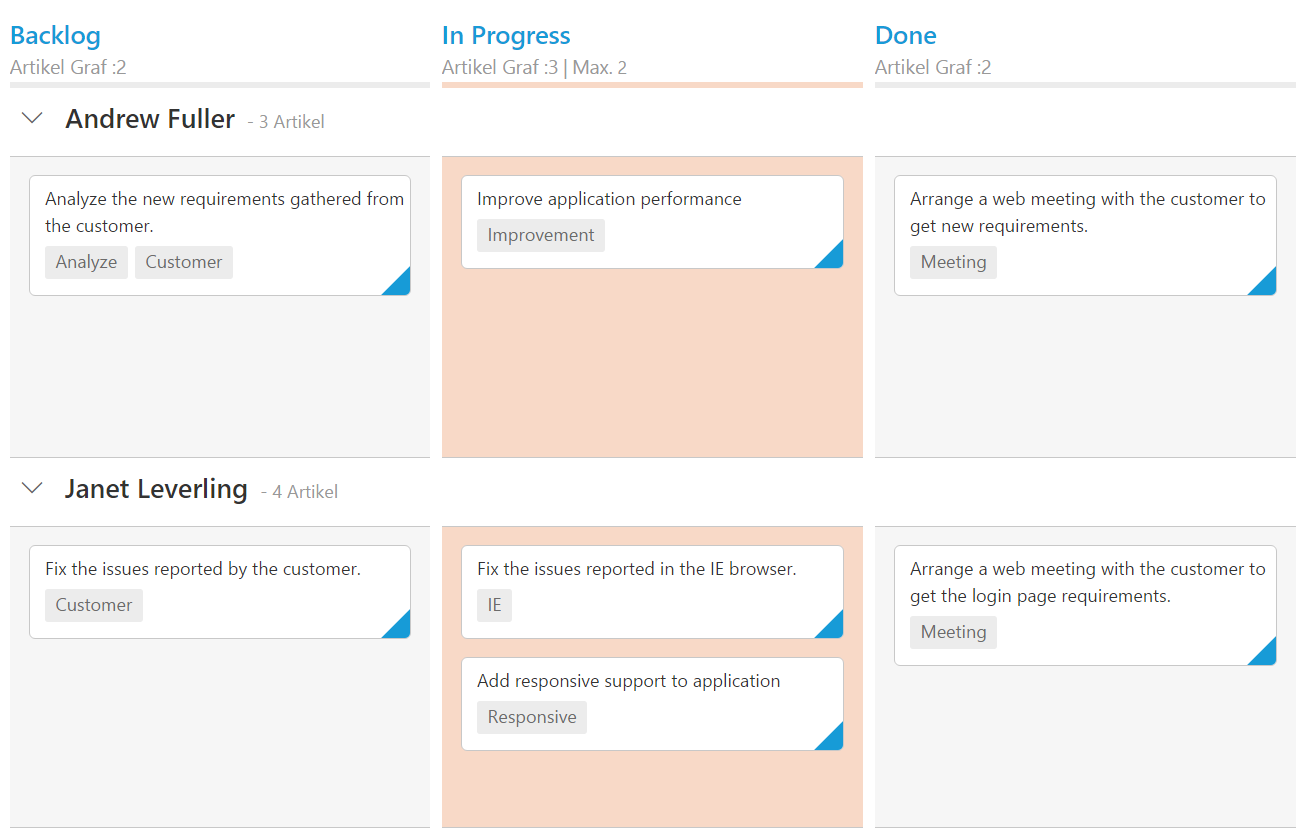 Backlog
Artikel Graf :2
In Progress
Artikel Graf :3 | Max. 2
Done
Artikel Graf :2
Andrew Fuller - 3 Artikel
Analyze the new requirements gathered from
the customer.
Analyze Customer
Improve application performance
Improvement
Arrange a web meeting with the customer to
get new requirements.
Meeting
Janet Leverling - 4 Artikel
Fix the issues reported by the customer.
Customer
Fix the issues reported in the IE browser.
IE
Add responsive support to application
Responsive
Arrange a web meeting with the customer to
get the login page requirements.
Meeting